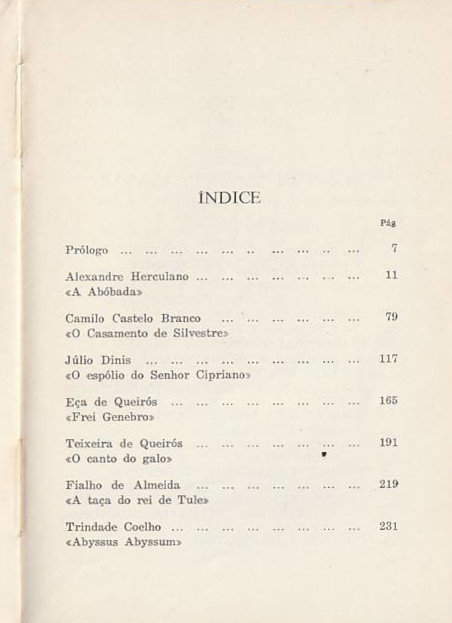 ÍNDICE
Pág
Prólogo ... ... ... ... ... .. ... ... .. ... 7
Alexandre Herculano ... ... ... ... ... ... ... 11
«A Abóbada»
Camilo Castelo Branco ... ... ... ... ... ... 79
«O Casamento de Silvestre»
Júlio Dinis ... ... ... ... ... ... ... ... ... 117
«O espólio do Senhor Cipriano»
Eça de Queirós ... ... ... ... ... ... ... ... 165
«Frei Genebro»
Teixeira de Queirós ... ... ... ... ... ... ... 191
«O canto do galo»
Fialho de Almeida ... ... ... ... ... ... ... 219
«A taça do rei de Tule»
Trindade Coelho ... ... ... ... ... ... ... ... 231
«Abyssus Abyssum»